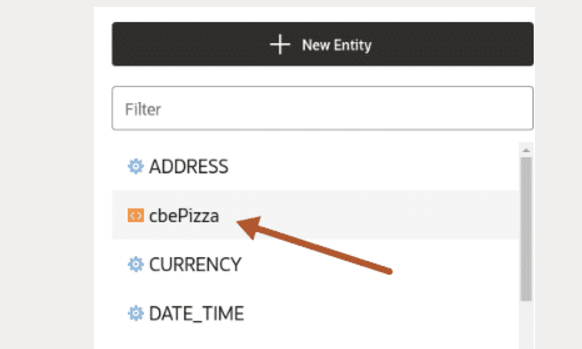 New Entity
Filter
ADDRESS
cbePizza
CURRENCY
DATE_TIME